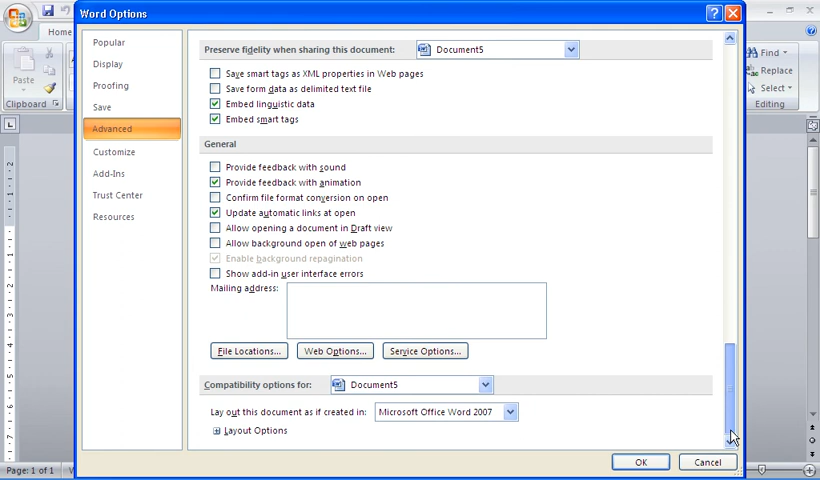 Word Options
Home
Paste
Clipboard
Find
Replace
Select
Editing
Popular
Display
Proofing
Save
Advanced
Customize
Add-Ins
Trust Center
Resources
Preserve fidelity when sharing this document: Document5
Save smart tags as XML properties in Web pages
Save form data as delimited text file
Embed linguistic data
Embed smart tags
General
Provide feedback with sound
Provide feedback with animation
Confirm file format conversion on open
Update automatic links at open
Allow opening a document in Draft view
Allow background open of web pages
Enable background repagination
Show add-in user interface errors
Mailing address:
File Locations... Web Options... Service Options...
Compatibility options for: Document5
Lay out this document as if created in: Microsoft Office Word 2007
Layout Options
OK Cancel
Page: 1 of 1